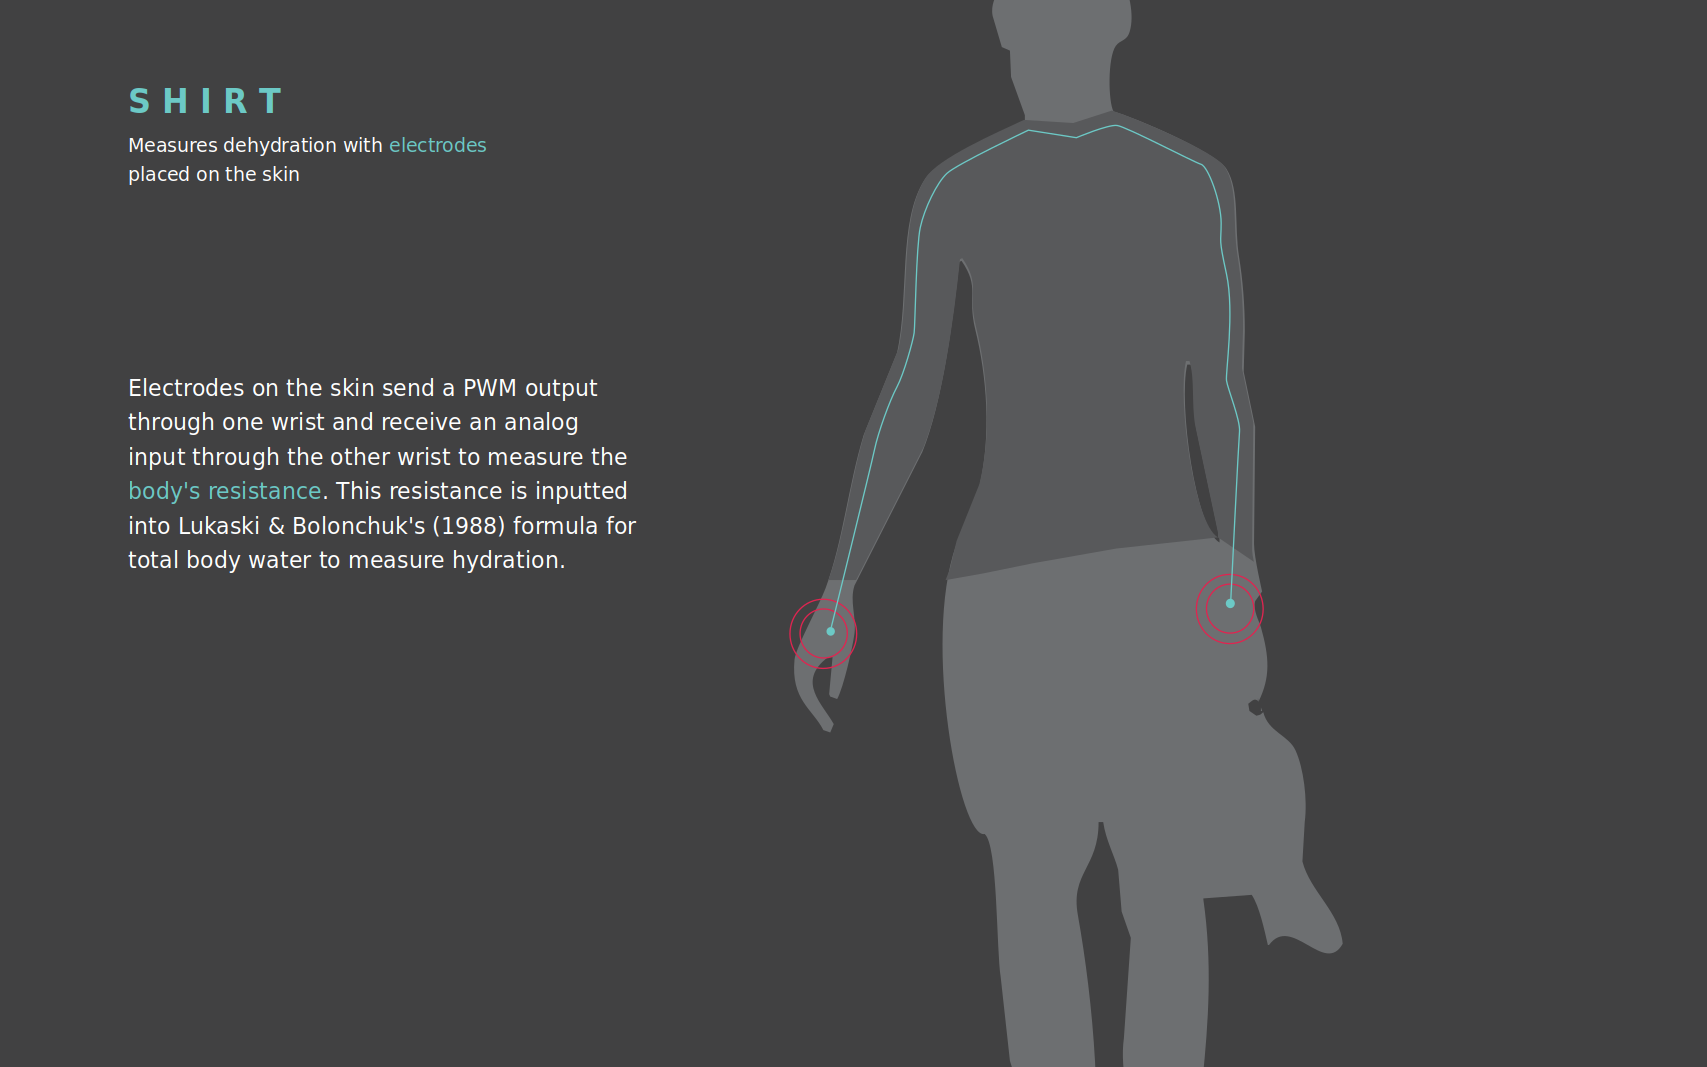 SHIRT
Measures dehydration with electrodes
placed on the skin
Electrodes on the skin send a PWM output
through one wrist and receive an analog
input through the other wrist to measure the
body's resistance. This resistance is inputted
into Lukaski & Bolonchuk's (1988) formula for
total body water to measure hydration.